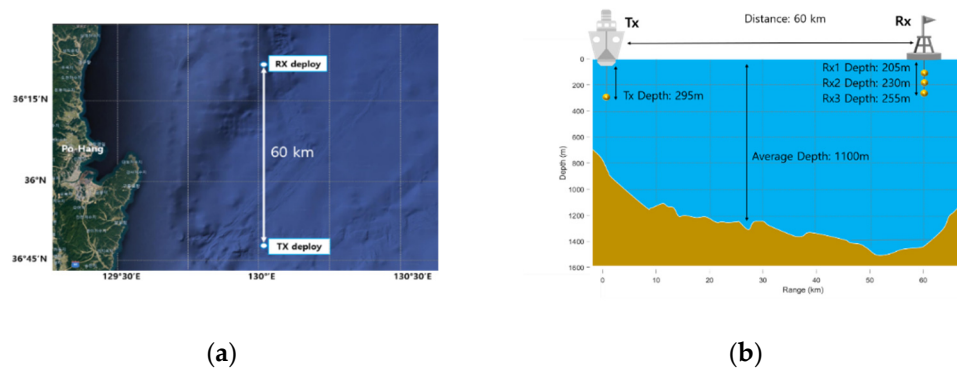 RX deploy
36°15'N
Po-Hang
60 km
36°N
TX deploy
36°45'N
129°30'E
130°'E
130°30'E
(a)
Distance: 60 km
Tx
Rx
Rx1 Depth: 205m
Rx2 Depth: 230m
Rx3 Depth: 255m
Tx Depth: 295m
Average Depth: 1100m
Depth (m)
0
200
400
600
800
1000
1200
1400
1600
0
10
20
30
40
50
60
Range (km)
(b)